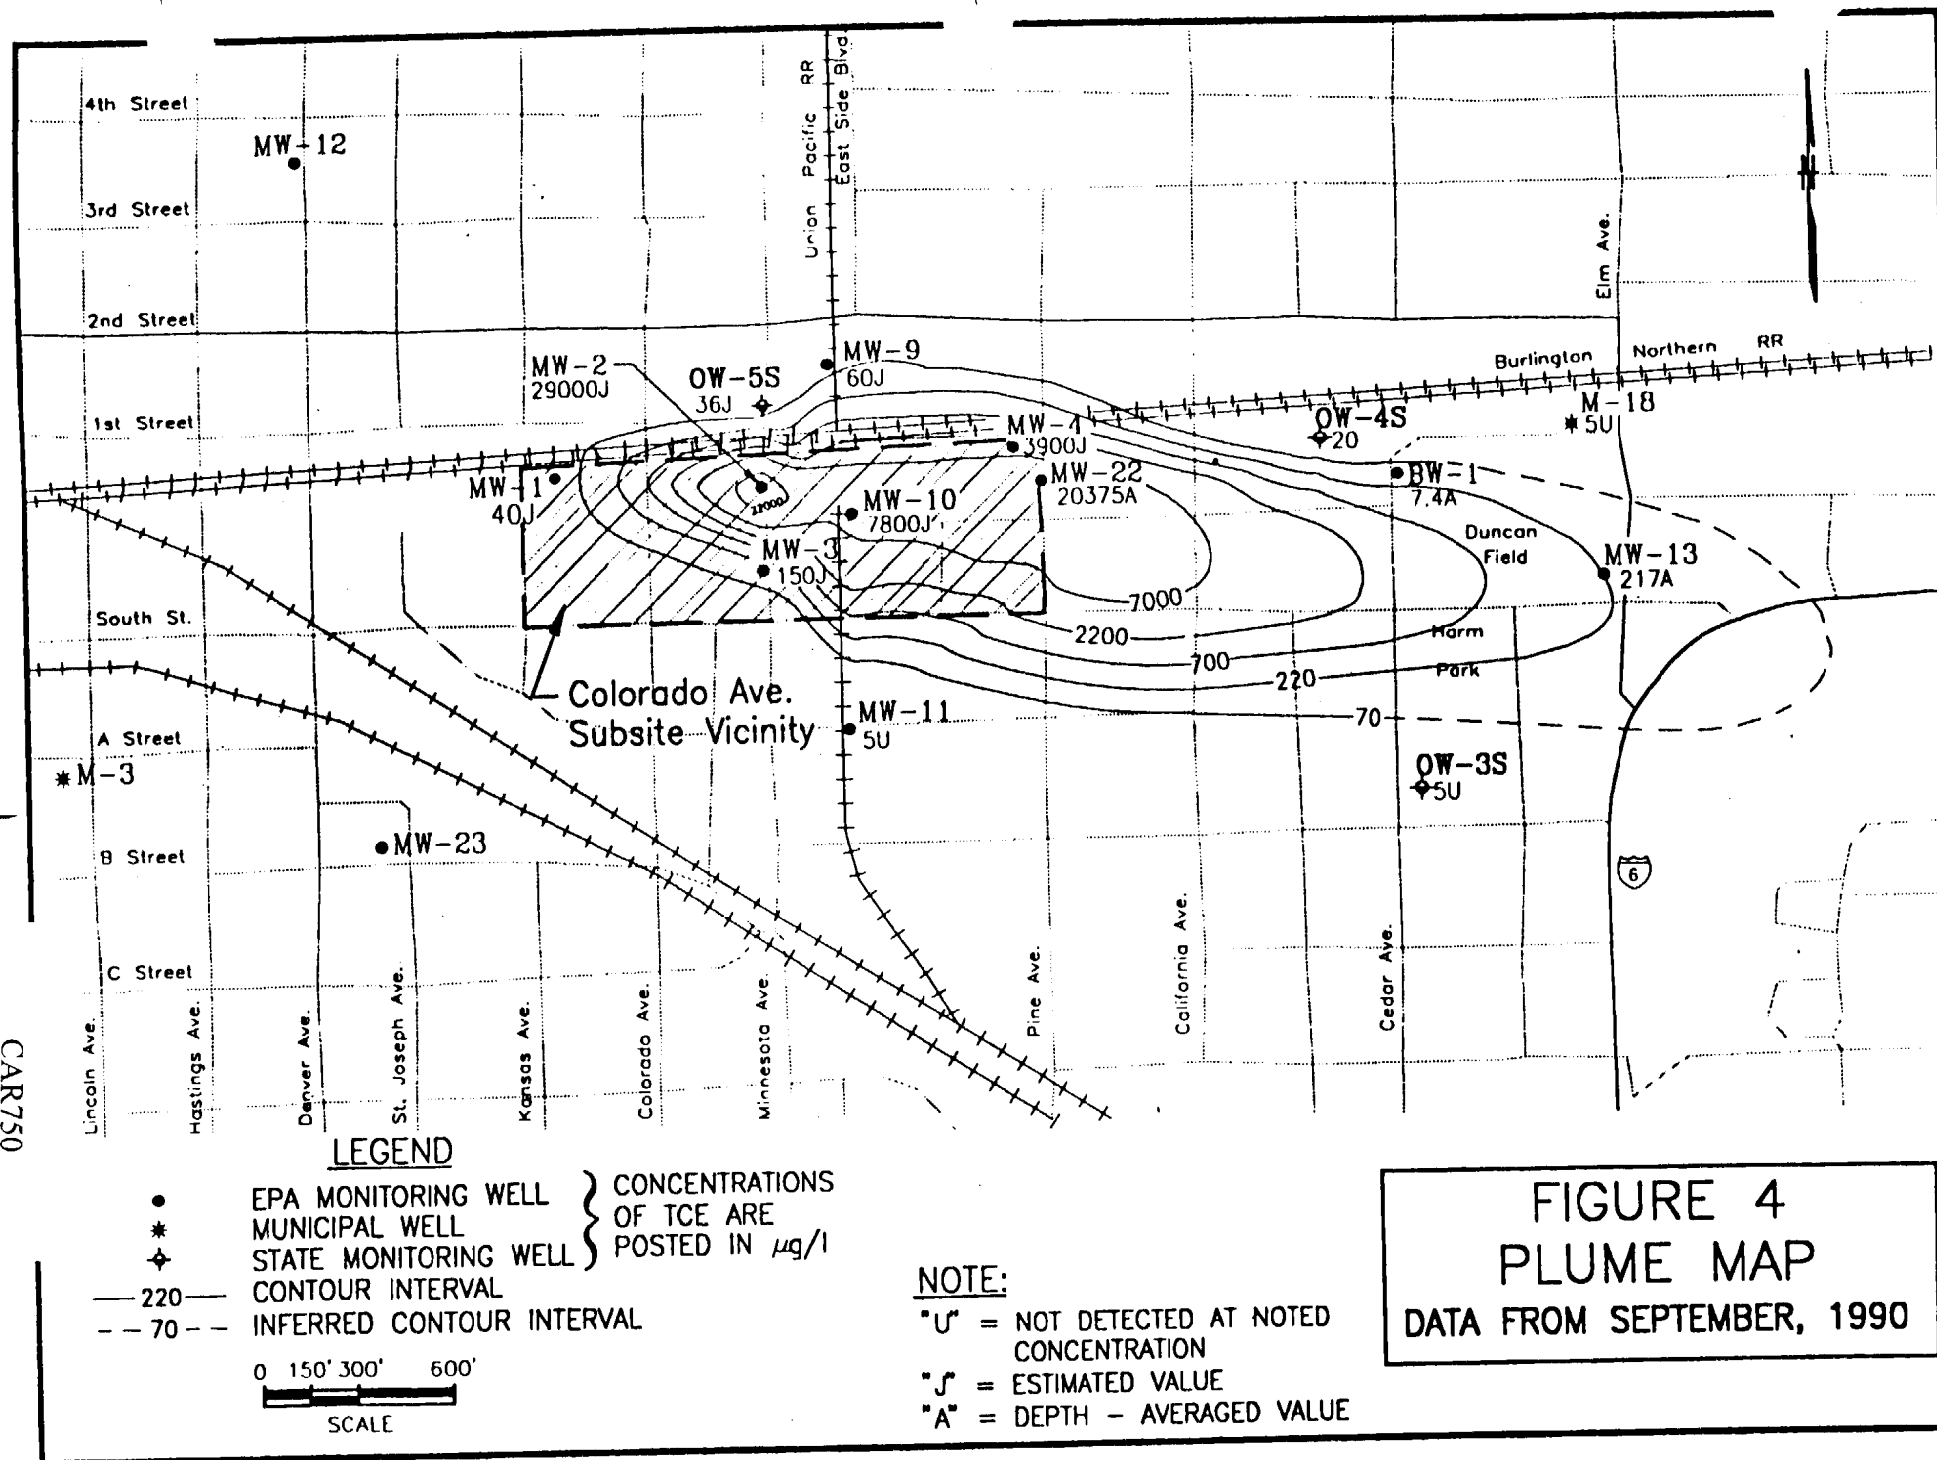 4th Street
MW-12
3rd Street
2nd Street
1st Street
Union Pacific RR
East Side Blvd.
Elm Ave.
N
Burlington Northern RR
MW-2
29000J
OW-5S
36J
MW-9
60J
MW-4
3900J
OW-4S
20
M-18
5U
MW-1
40J
MW-22
20375A
BW-1
7.4A
MW-10
7800J
MW-3
150J
Duncan
Field
MW-13
217A
7000
2200
700
220
70
Harm
Park
South St.
Colorado Ave.
Subsite Vicinity
MW-11
5U
A Street
M-3
OW-3S
5U
B Street
MW-23
6
C Street
Lincoln Ave.
Hastings Ave.
Denver Ave.
St. Joseph Ave.
Kansas Ave.
Colorado Ave.
Minnesota Ave.
Pine Ave.
California Ave.
Cedar Ave.
CAR750
LEGEND
EPA MONITORING WELL
MUNICIPAL WELL
STATE MONITORING WELL
CONCENTRATIONS
OF TCE ARE
POSTED IN µg/l
220 CONTOUR INTERVAL
70 INFERRED CONTOUR INTERVAL
0 150' 300' 600'
SCALE
NOTE:
"U" = NOT DETECTED AT NOTED
CONCENTRATION
"J" = ESTIMATED VALUE
"A" = DEPTH - AVERAGED VALUE
FIGURE 4
PLUME MAP
DATA FROM SEPTEMBER, 1990